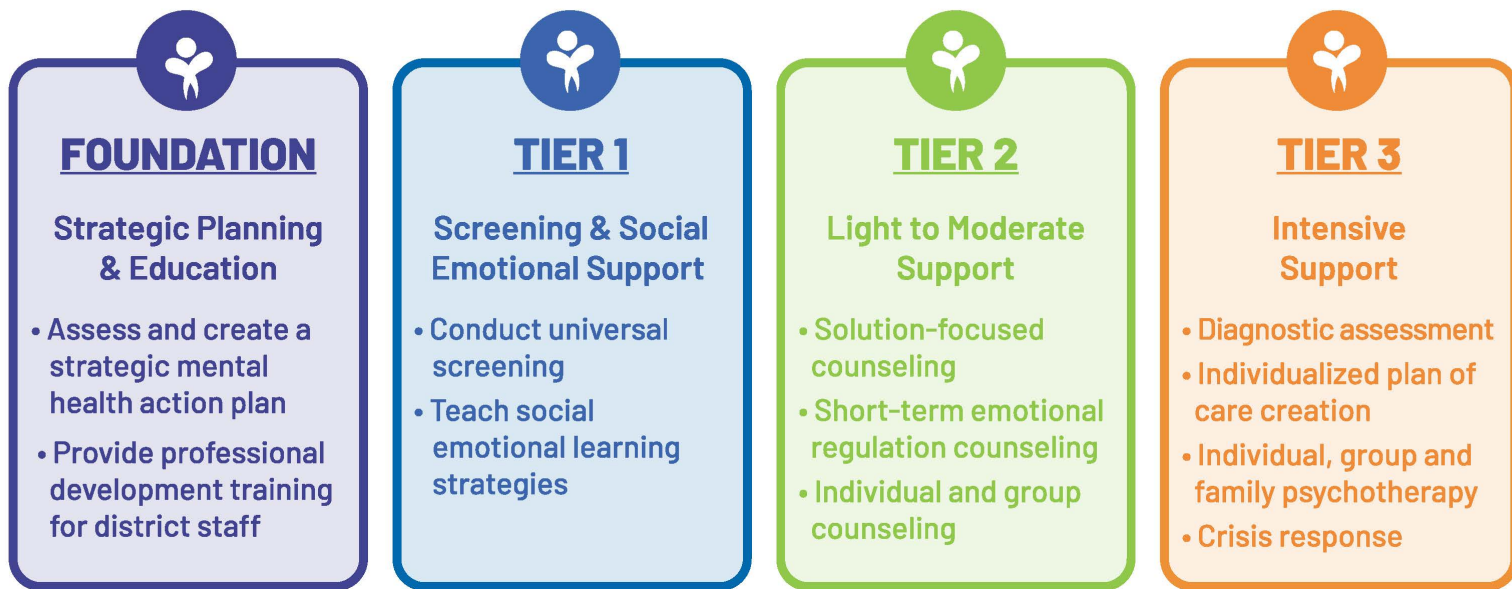 FOUNDATION
Strategic Planning
& Education
• Assess and create a
strategic mental
health action plan
• Provide professional
development training
for district staff
TIER 1
Screening & Social
Emotional Support
• Conduct universal
screening
• Teach social
emotional learning
strategies
TIER 2
Light to Moderate
Support
• Solution-focused
counseling
• Short-term emotional
regulation counseling
• Individual and group
counseling
TIER 3
Intensive
Support
• Diagnostic assessment
• Individualized plan of
care creation
• Individual, group and
family psychotherapy
• Crisis response